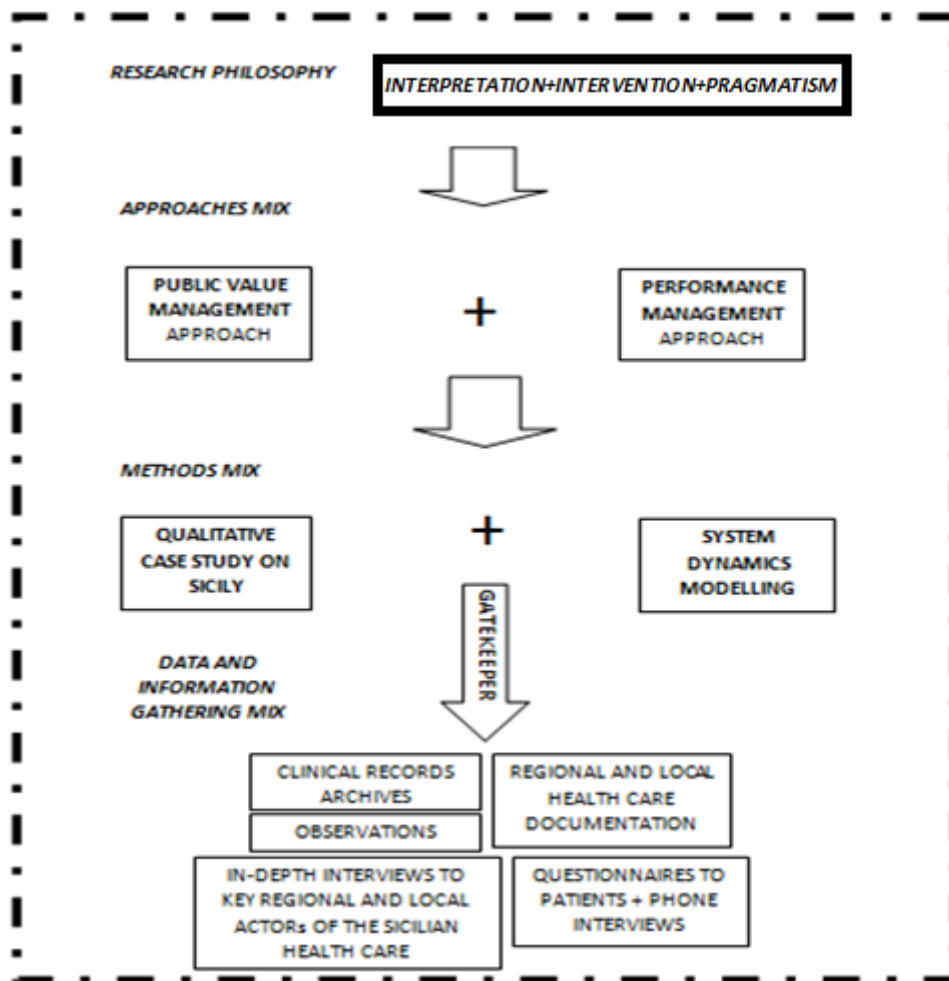 RESEARCH PHILOSOPHY
INTERPRETATION+INTERVENTION+PRAGMATISM
APPROACHES MIX
PUBLIC VALUE
MANAGEMENT
APPROACH
+
PERFORMANCE
MANAGEMENT
APPROACH
METHODS MIX
QUALITATIVE
CASE STUDY ON
SICILY
+
SYSTEM
DYNAMICS
MODELLING
GATEKEEPER
DATA AND
INFORMATION
GATHERING MIX
CLINICAL RECORDS
ARCHIVES
REGIONAL AND LOCAL
HEALTH CARE
DOCUMENTATION
OBSERVATIONS
IN-DEPTH INTERVIEWS TO
KEY REGIONAL AND LOCAL
ACTORs OF THE SICILIAN
HEALTH CARE
QUESTIONNAIRES TO
PATIENTS + PHONE
INTERVIEWS